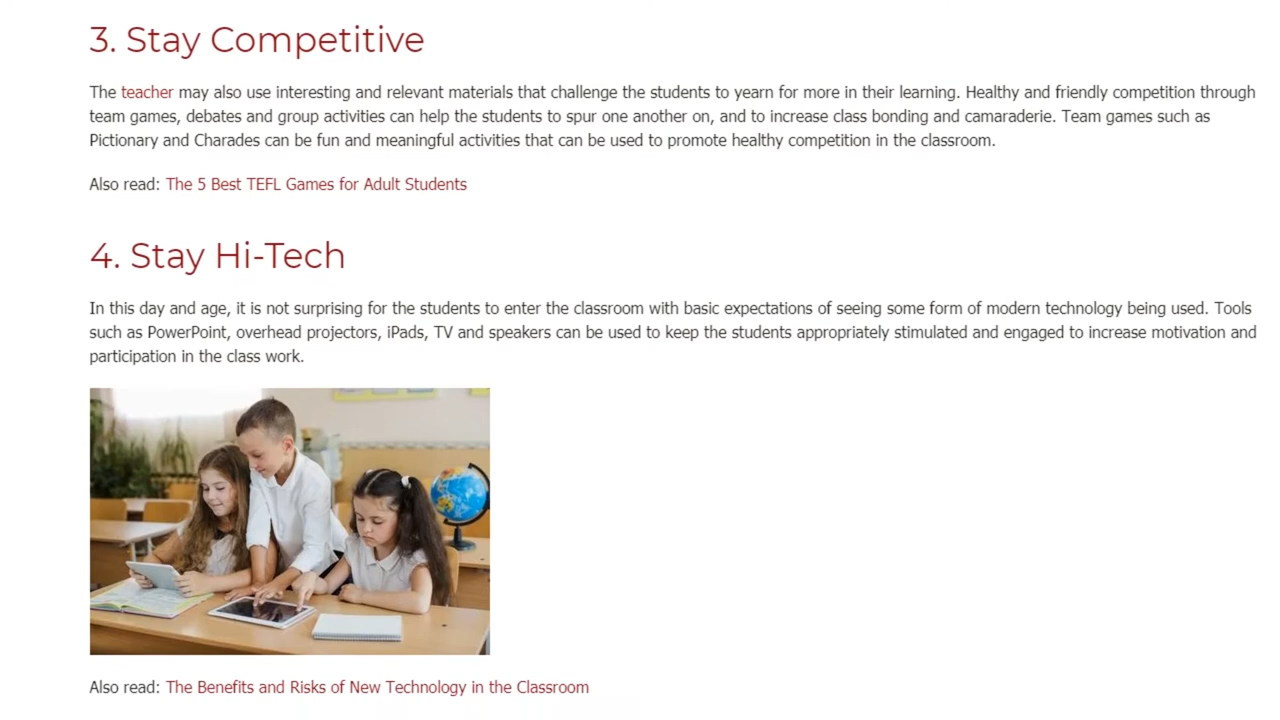 3. Stay Competitive
The teacher may also use interesting and relevant materials that challenge the students to yearn for more in their learning. Healthy and friendly competition through
team games, debates and group activities can help the students to spur one another on, and to increase class bonding and camaraderie. Team games such as
Pictionary and Charades can be fun and meaningful activities that can be used to promote healthy competition in the classroom.
Also read: The 5 Best TEFL Games for Adult Students
4. Stay Hi-Tech
In this day and age, it is not surprising for the students to enter the classroom with basic expectations of seeing some form of modern technology being used. Tools
such as PowerPoint, overhead projectors, iPads, TV and speakers can be used to keep the students appropriately stimulated and engaged to increase motivation and
participation in the class work.
Also read: The Benefits and Risks of New Technology in the Classroom